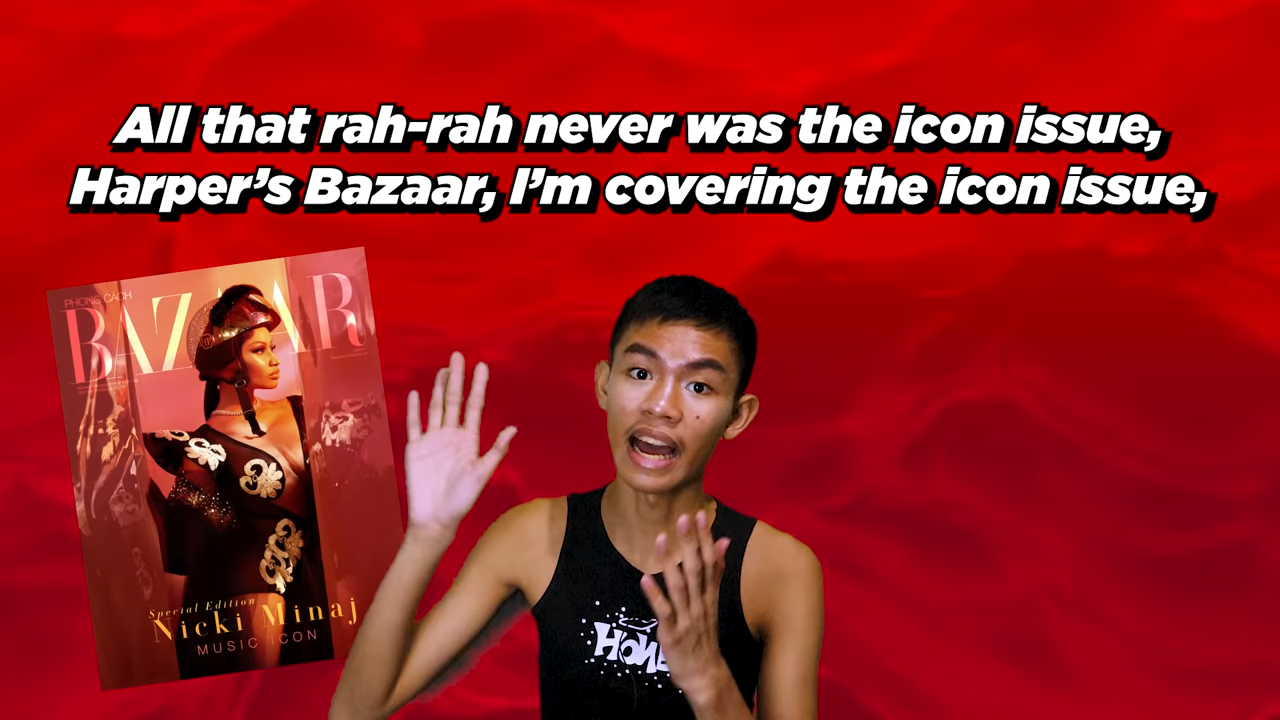 All that rah-rah never was the icon issue,
Harper’s Bazaar, I’m covering the icon issue,
PHONG CÁCH
BAZAAR
Special Edition
Nicki Minaj
MUSIC ICON